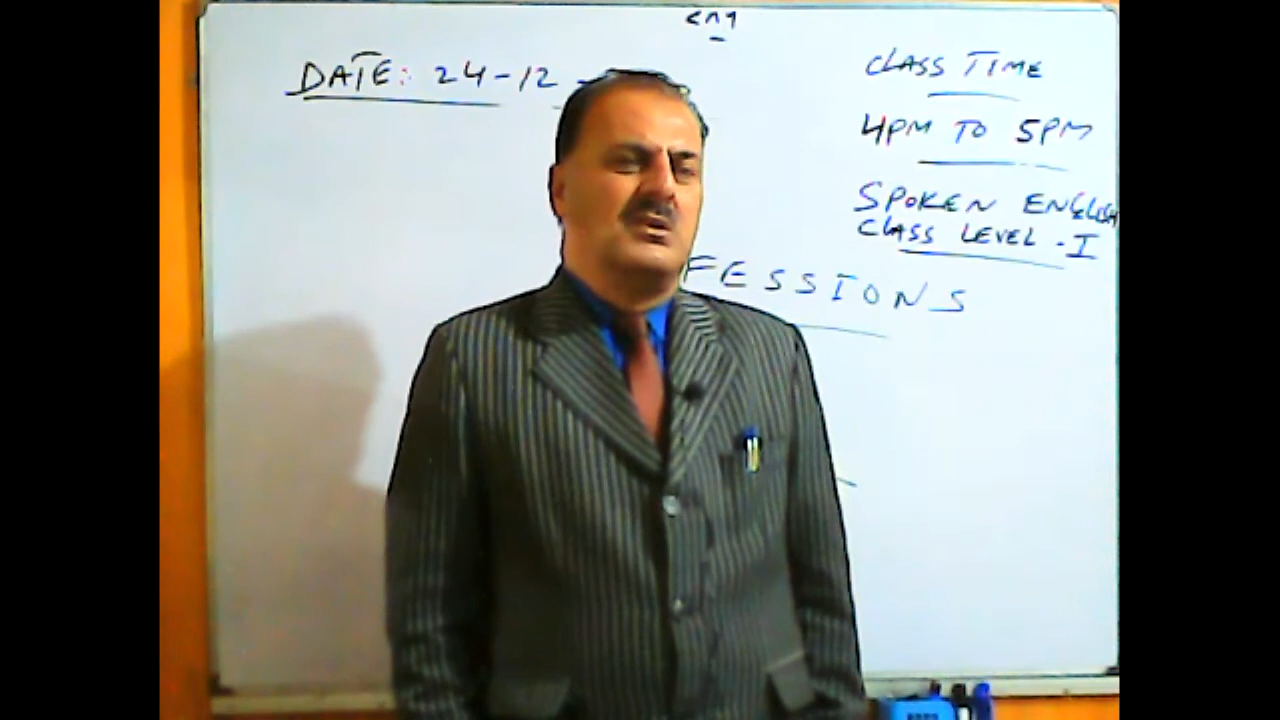 DATE: 24-12
CLASS TIME
4PM TO 5PM
SPOKEN ENGLISH
CLASS LEVEL - I
FESSIONS